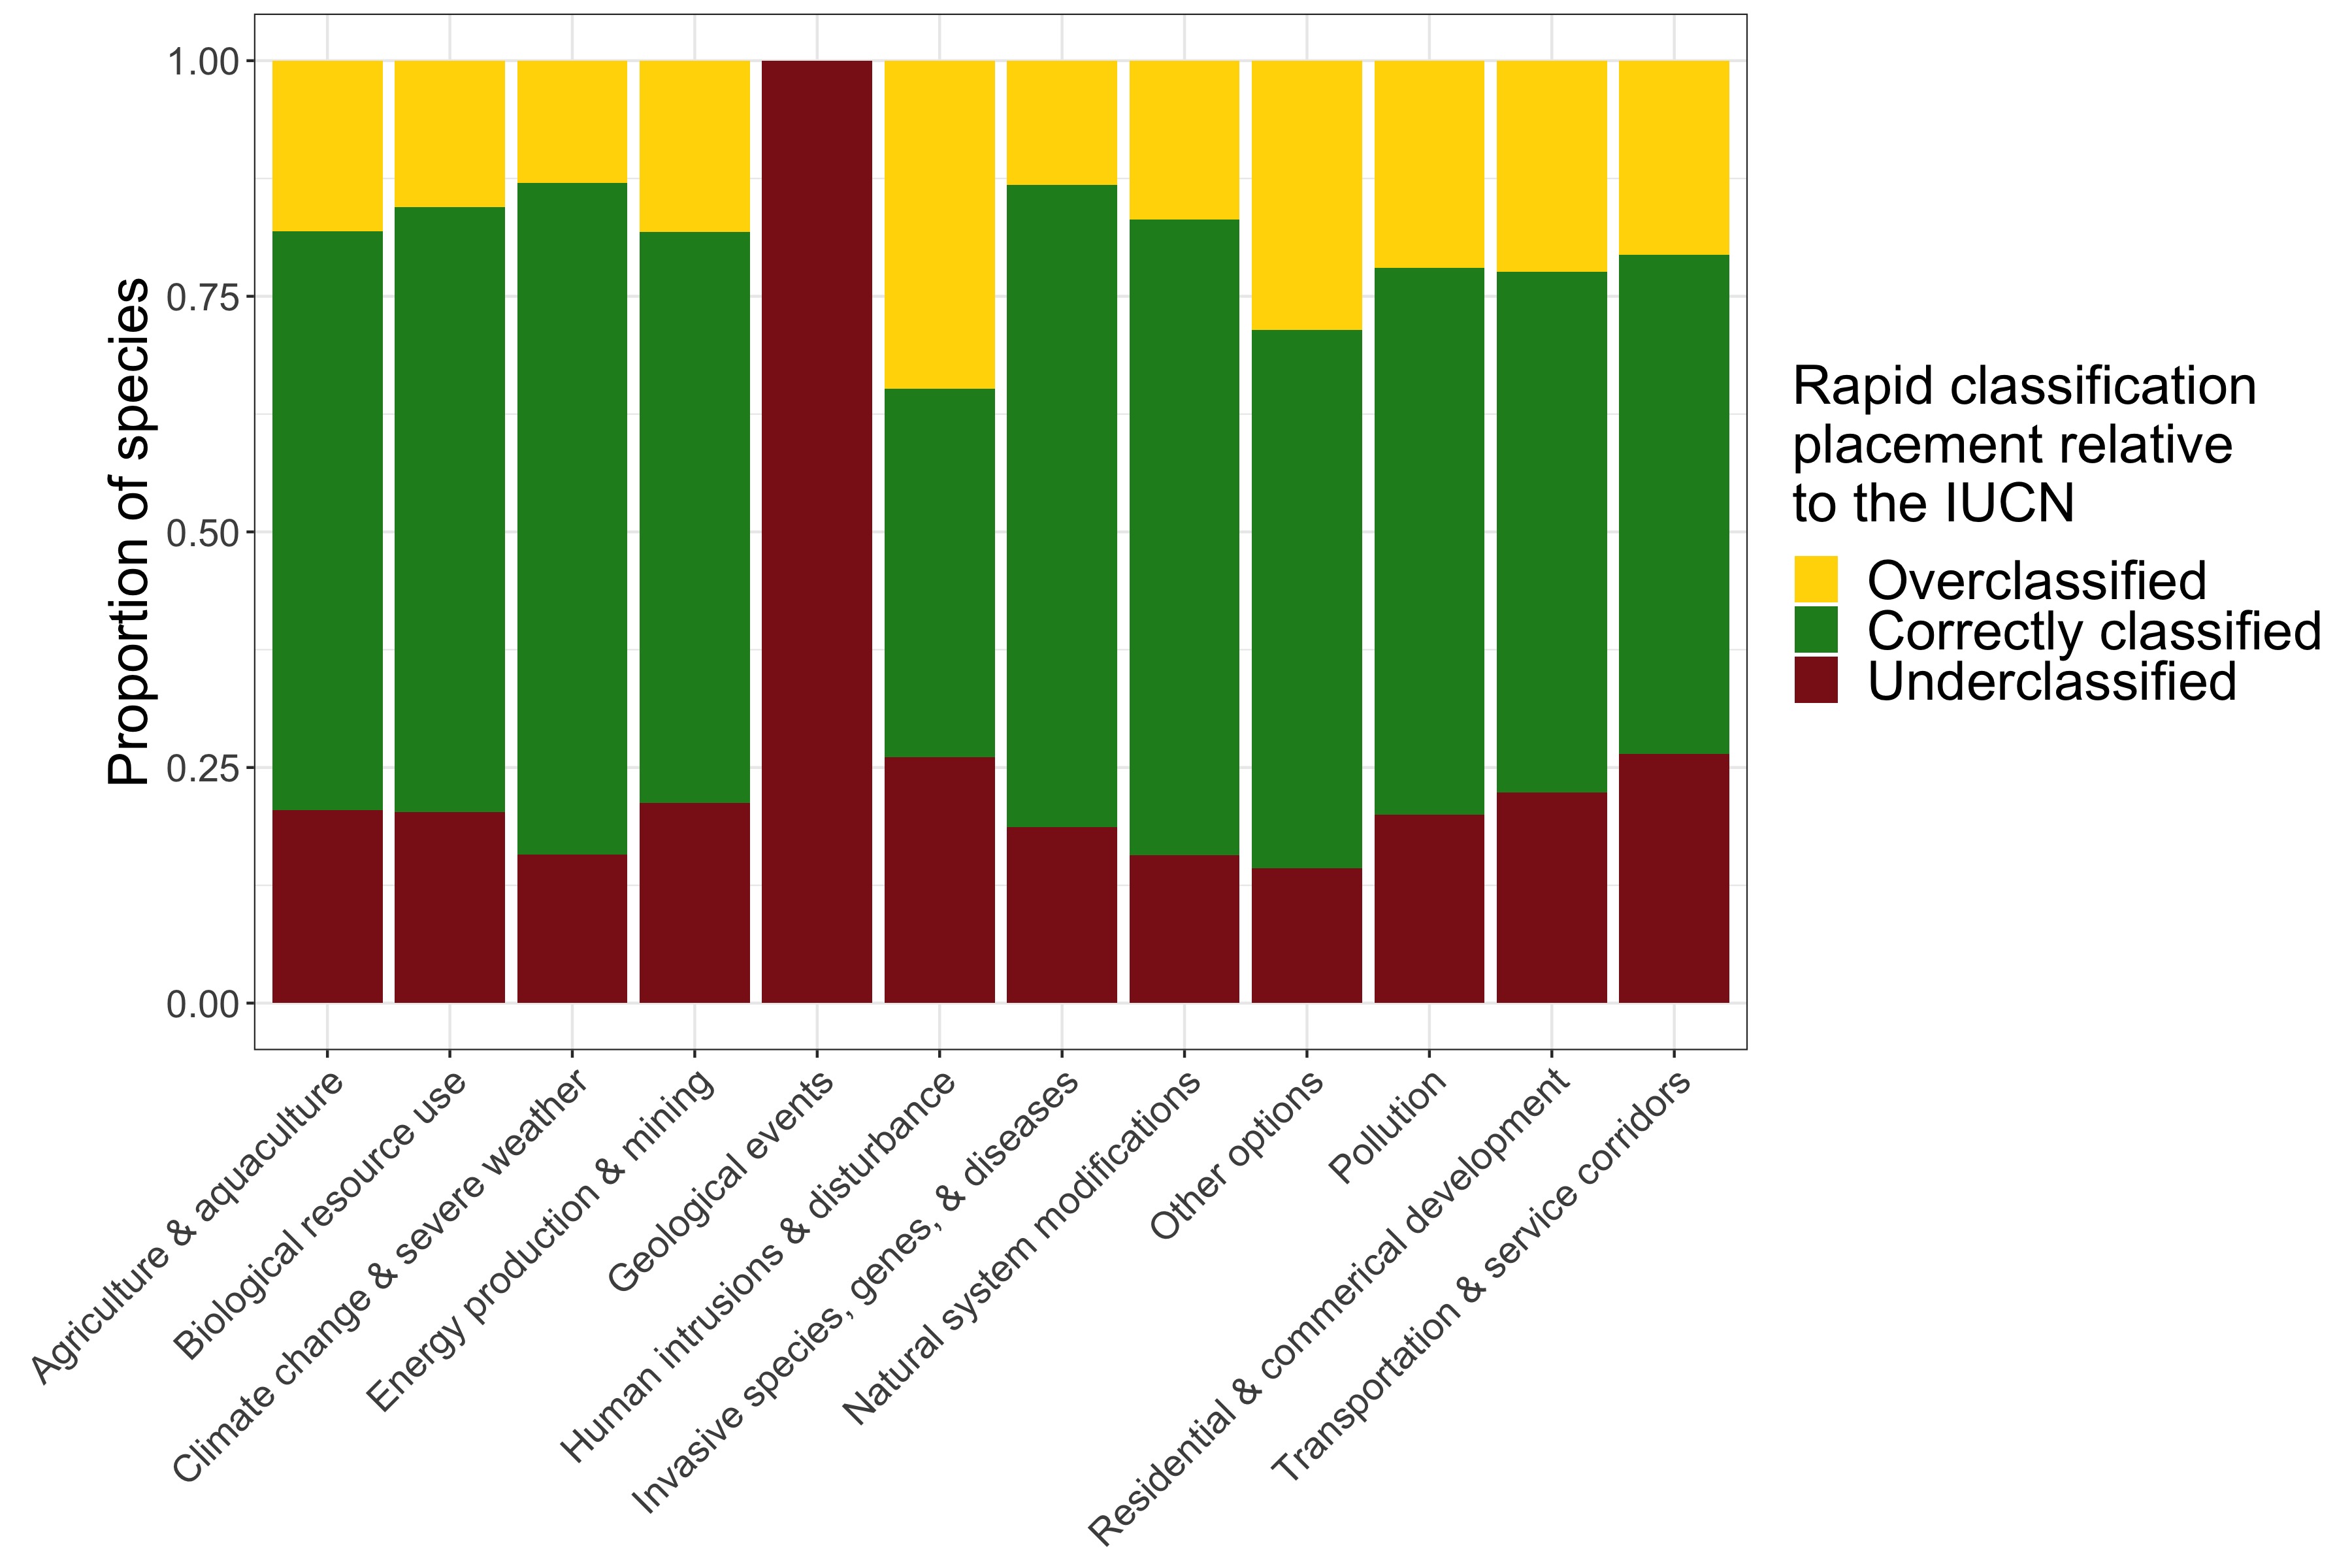 Proportion of species
1.00
0.75
0.50
0.25
0.00
Agriculture & aquaculture
Biological resource use
Climate change & severe weather
Energy production & mining
Geological events
Human intrusions & disturbance
Invasive species, genes, & diseases
Natural system modifications
Other options
Pollution
Residential & commerical development
Transportation & service corridors
Rapid classification
placement relative
to the IUCN
Overclassified
Correctly classified
Underclassified